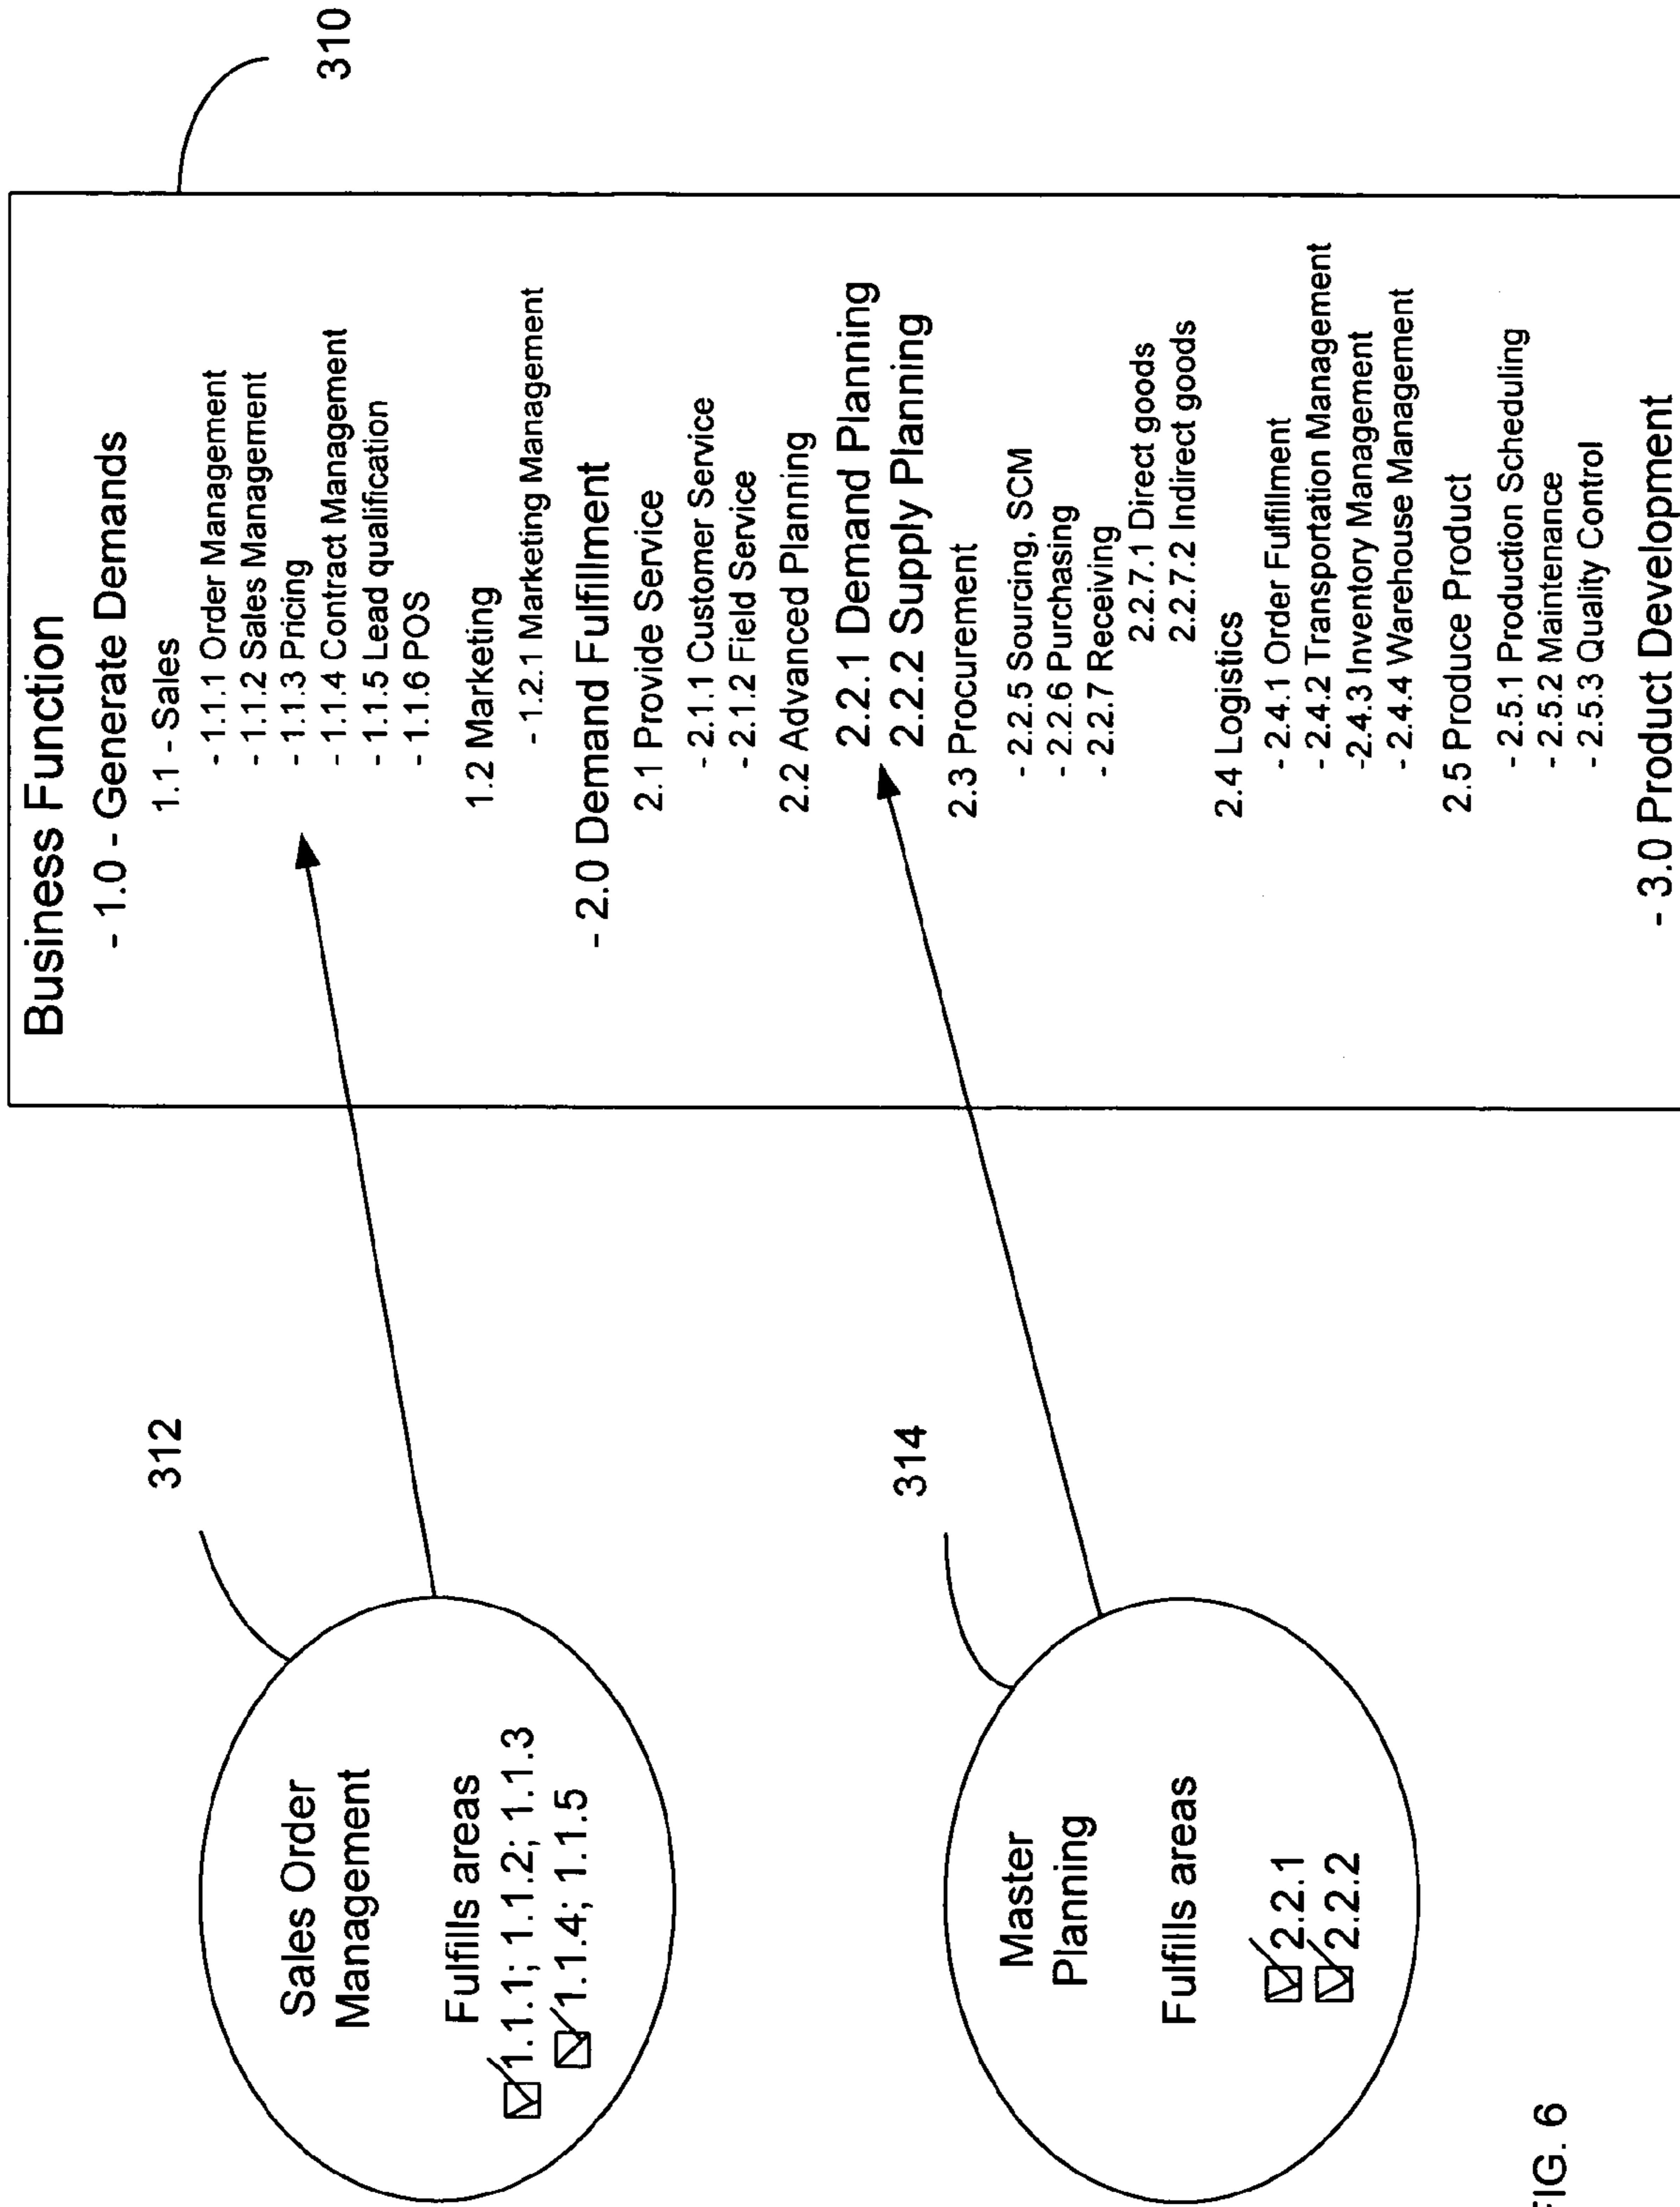 Business Function
- 1.0 - Generate Demands
1.1 - Sales
- 1.1.1 Order Management
- 1.1.2 Sales Management
- 1.1.3 Pricing
- 1.1.4 Contract Management
- 1.1.5 Lead qualification
- 1.1.6 POS
1.2 Marketing
- 1.2.1 Marketing Management
- 2.0 Demand Fulfillment
2.1 Provide Service
- 2.1.1 Customer Service
- 2.1.2 Field Service
2.2 Advanced Planning
2.2.1 Demand Planning
2.2.2 Supply Planning
2.3 Procurement
- 2.2.5 Sourcing, SCM
- 2.2.6 Purchasing
- 2.2.7 Receiving
2.2.7.1 Direct goods
2.2.7.2 Indirect goods
2.4 Logistics
- 2.4.1 Order Fulfillment
- 2.4.2 Transportation Management
-2.4.3 Inventory Management
- 2.4.4 Warehouse Management
2.5 Produce Product
- 2.5.1 Production Scheduling
- 2.5.2 Maintenance
- 2.5.3 Quality Control
- 3.0 Product Development
310
312
Sales Order
Management
Fulfills areas
☑1.1.1; 1.1.2; 1.1.3
☑1.1.4; 1.1.5
314
Master
Planning
Fulfills areas
☑2.2.1
☑2.2.2
FIG. 6